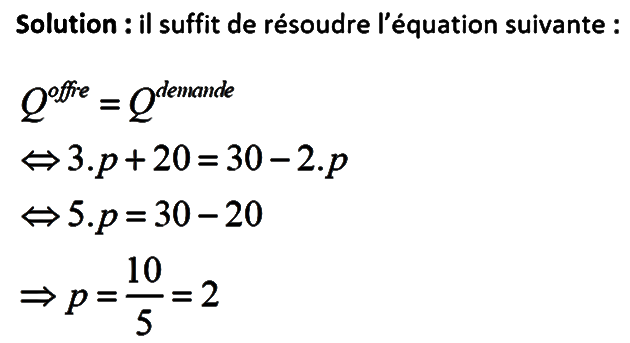 Solution : il suffit de résoudre l'équation suivante :
Q^offre = Q^demande
⇔ 3.p + 20 = 30 − 2.p
⇔ 5.p = 30 − 20
⇒ p = 10/5 = 2